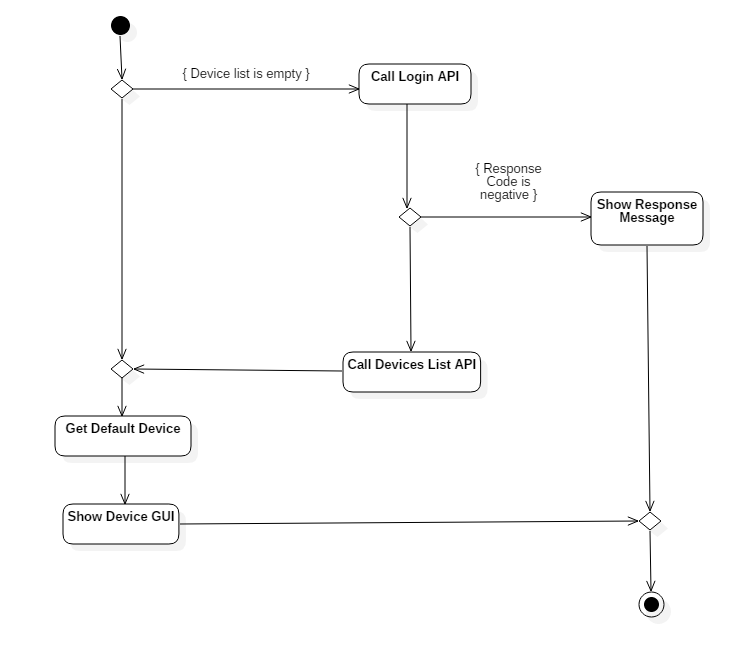 { Device list is empty }
Call Login API
{ Response
Code is
negative }
Show Response
Message
Call Devices List API
Get Default Device
Show Device GUI